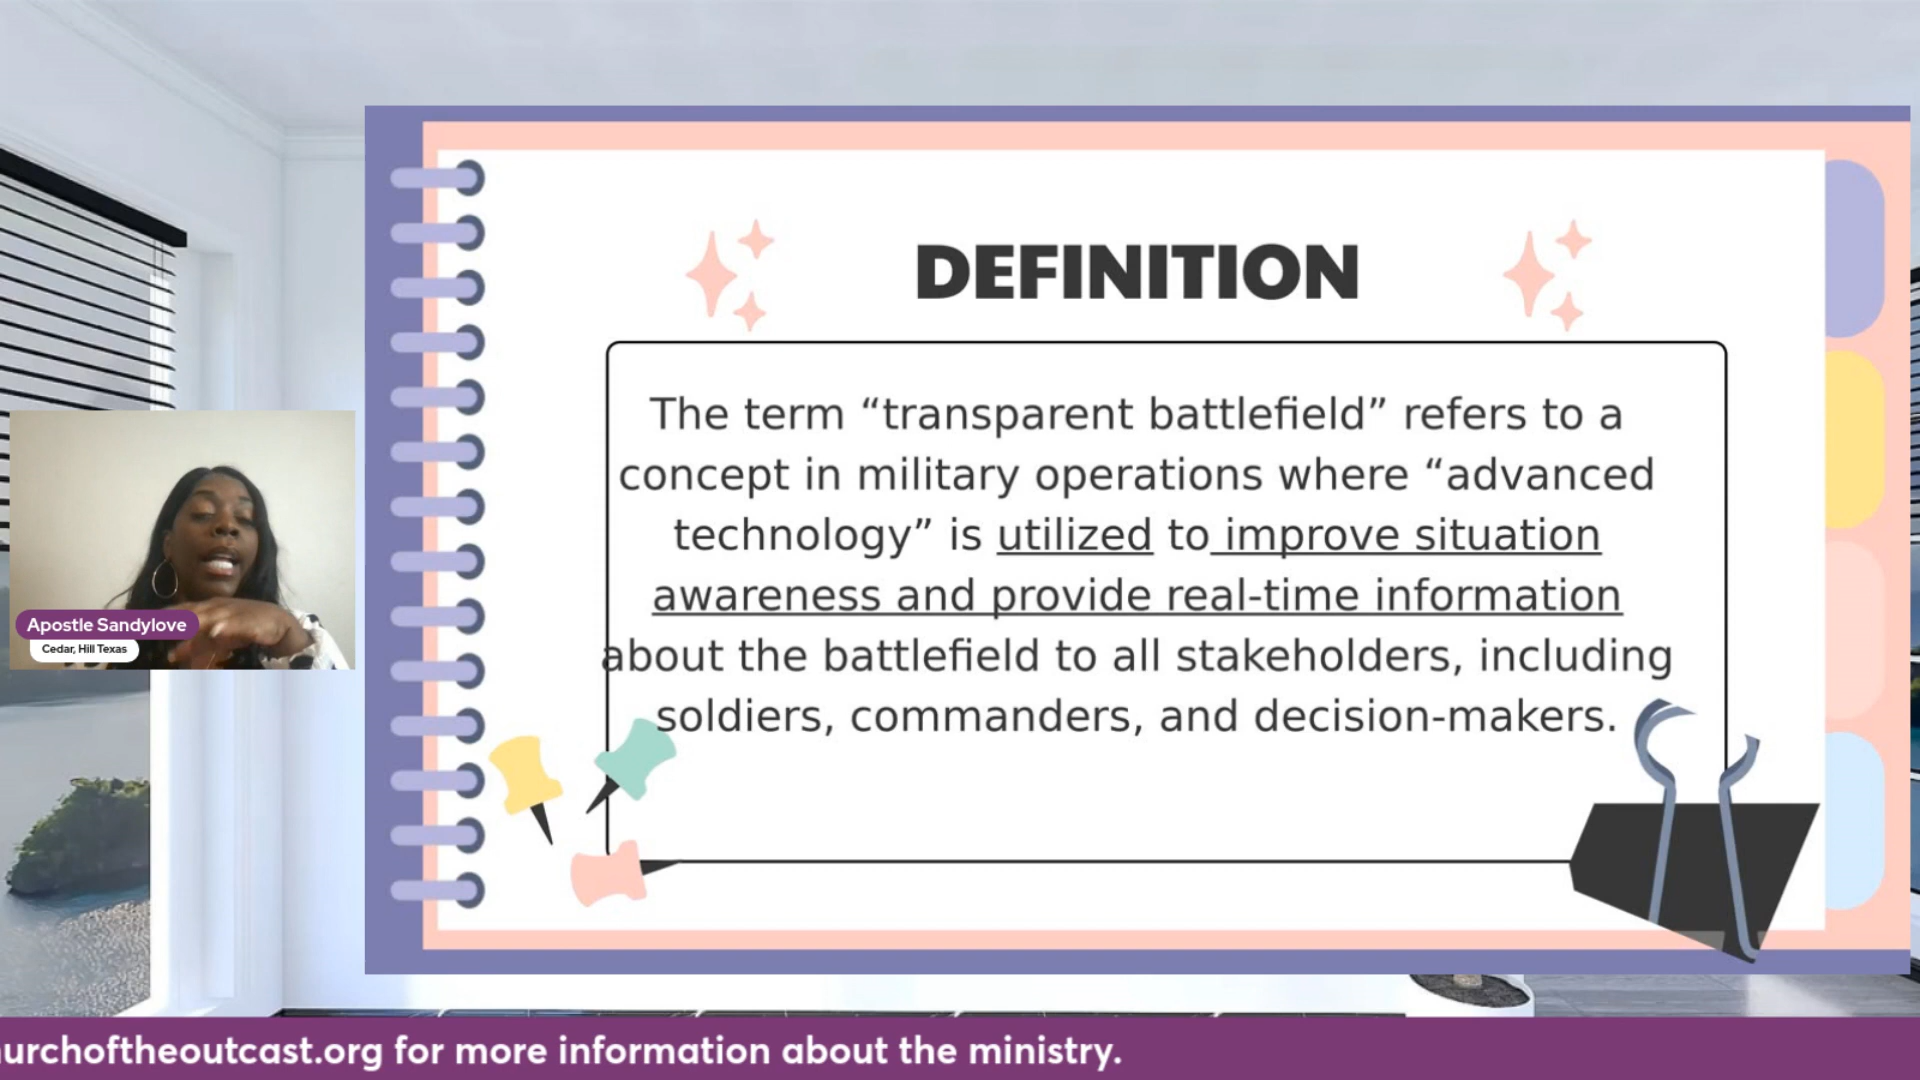 DEFINITION
The term “transparent battlefield” refers to a
concept in military operations where “advanced
technology” is utilized to improve situation
awareness and provide real-time information
about the battlefield to all stakeholders, including
soldiers, commanders, and decision-makers.
Apostle Sandylove
Cedar, Hill Texas
urchoftheoutcast.org for more information about the ministry.